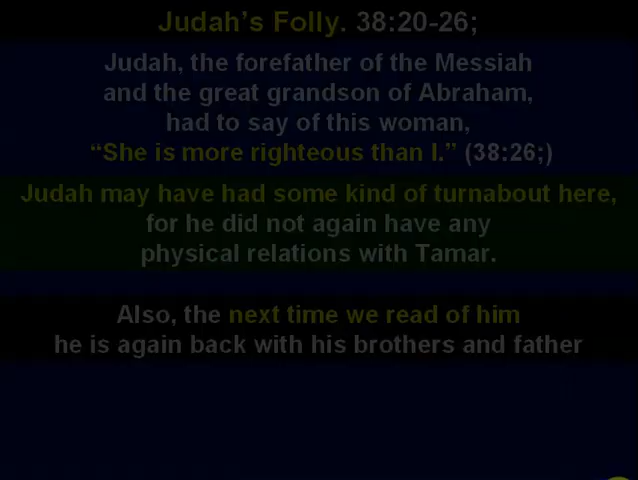 Judah's Folly. 38:20-26;
Judah, the forefather of the Messiah
and the great grandson of Abraham,
had to say of this woman,
“She is more righteous than I.” (38:26;)
Judah may have had some kind of turnabout here,
for he did not again have any
physical relations with Tamar.
Also, the next time we read of him
he is again back with his brothers and father